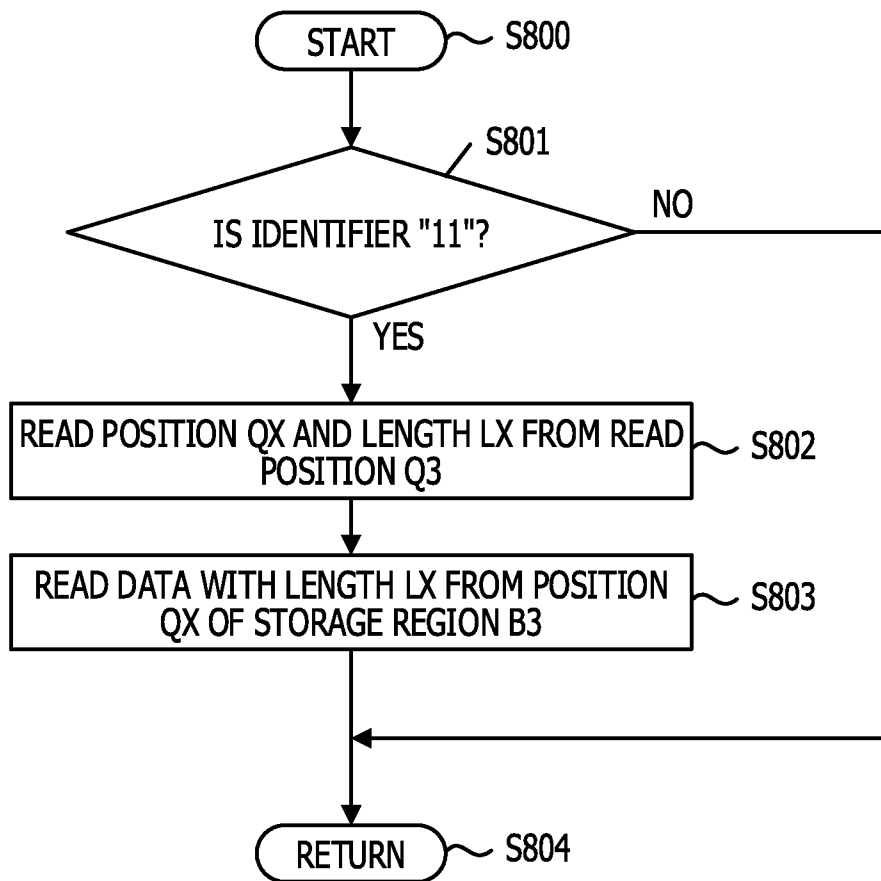 START
S800
S801
IS IDENTIFIER "11"?
NO
YES
READ POSITION QX AND LENGTH LX FROM READ
POSITION Q3
S802
READ DATA WITH LENGTH LX FROM POSITION
QX OF STORAGE REGION B3
S803
RETURN
S804